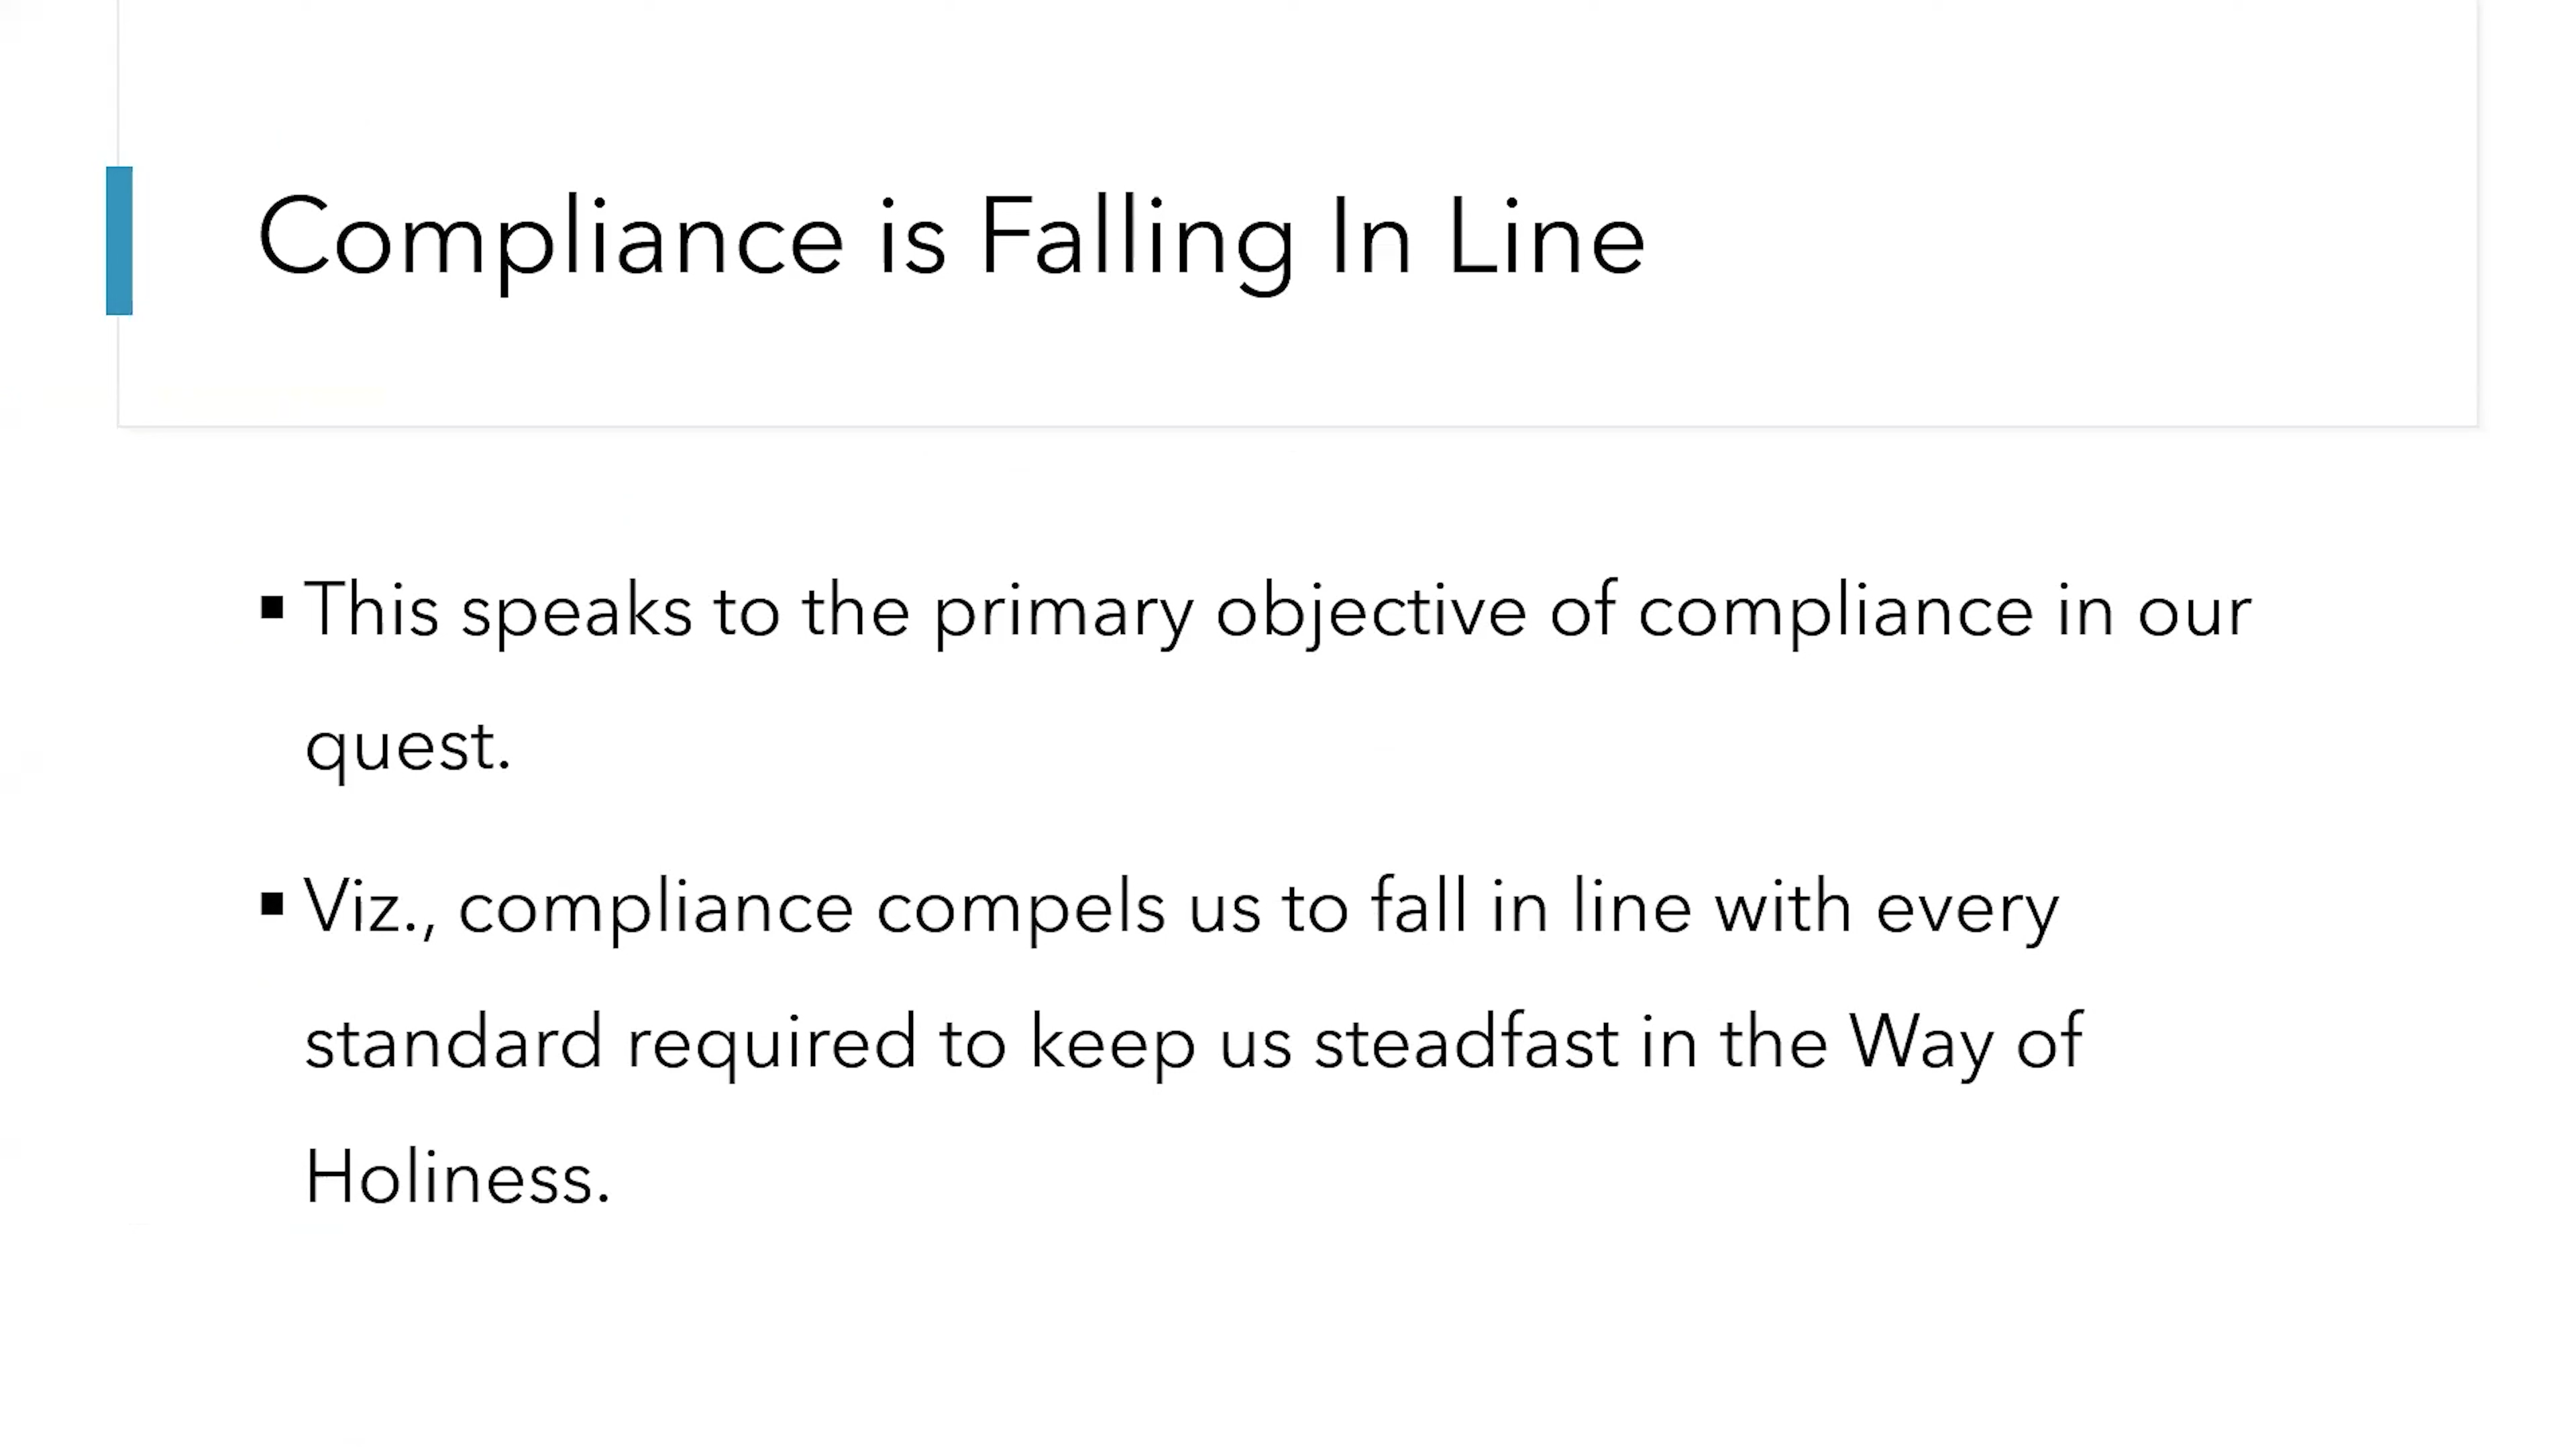 Compliance is Falling In Line
▪ This speaks to the primary objective of compliance in our
quest.
▪ Viz., compliance compels us to fall in line with every
standard required to keep us steadfast in the Way of
Holiness.